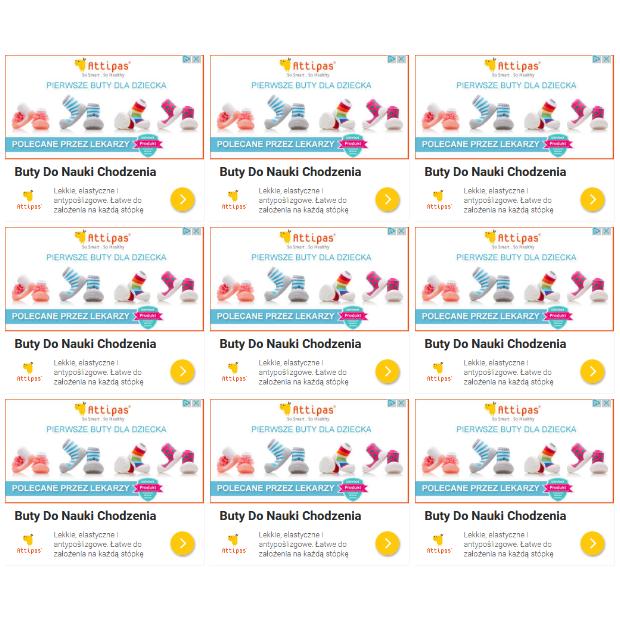 Attipas®
So Smart . So Healthy
PIERWSZE BUTY DLA DZIECKA
POLECANE PRZEZ LEKARZY
Produkt
Buty Do Nauki Chodzenia
Attipas
Lekkie, elastyczne i
antypoślizgowe. Łatwe do
założenia na każdą stópkę
Attipas®
So Smart . So Healthy
PIERWSZE BUTY DLA DZIECKA
POLECANE PRZEZ LEKARZY
Produkt
Buty Do Nauki Chodzenia
Attipas
Lekkie, elastyczne i
antypoślizgowe. Łatwe do
założenia na każdą stópkę
Attipas®
So Smart . So Healthy
PIERWSZE BUTY DLA DZIECKA
POLECANE PRZEZ LEKARZY
Produkt
Buty Do Nauki Chodzenia
Attipas
Lekkie, elastyczne i
antypoślizgowe. Łatwe do
założenia na każdą stópkę
Attipas®
So Smart . So Healthy
PIERWSZE BUTY DLA DZIECKA
POLECANE PRZEZ LEKARZY
Produkt
Buty Do Nauki Chodzenia
Attipas
Lekkie, elastyczne i
antypoślizgowe. Łatwe do
założenia na każdą stópkę
Attipas®
So Smart . So Healthy
PIERWSZE BUTY DLA DZIECKA
POLECANE PRZEZ LEKARZY
Produkt
Buty Do Nauki Chodzenia
Attipas
Lekkie, elastyczne i
antypoślizgowe. Łatwe do
założenia na każdą stópkę
Attipas®
So Smart . So Healthy
PIERWSZE BUTY DLA DZIECKA
POLECANE PRZEZ LEKARZY
Produkt
Buty Do Nauki Chodzenia
Attipas
Lekkie, elastyczne i
antypoślizgowe. Łatwe do
założenia na każdą stópkę
Attipas®
So Smart . So Healthy
PIERWSZE BUTY DLA DZIECKA
POLECANE PRZEZ LEKARZY
Produkt
Buty Do Nauki Chodzenia
Attipas
Lekkie, elastyczne i
antypoślizgowe. Łatwe do
założenia na każdą stópkę
Attipas®
So Smart . So Healthy
PIERWSZE BUTY DLA DZIECKA
POLECANE PRZEZ LEKARZY
Produkt
Buty Do Nauki Chodzenia
Attipas
Lekkie, elastyczne i
antypoślizgowe. Łatwe do
założenia na każdą stópkę
Attipas®
So Smart . So Healthy
PIERWSZE BUTY DLA DZIECKA
POLECANE PRZEZ LEKARZY
Produkt
Buty Do Nauki Chodzenia
Attipas
Lekkie, elastyczne i
antypoślizgowe. Łatwe do
założenia na każdą stópkę